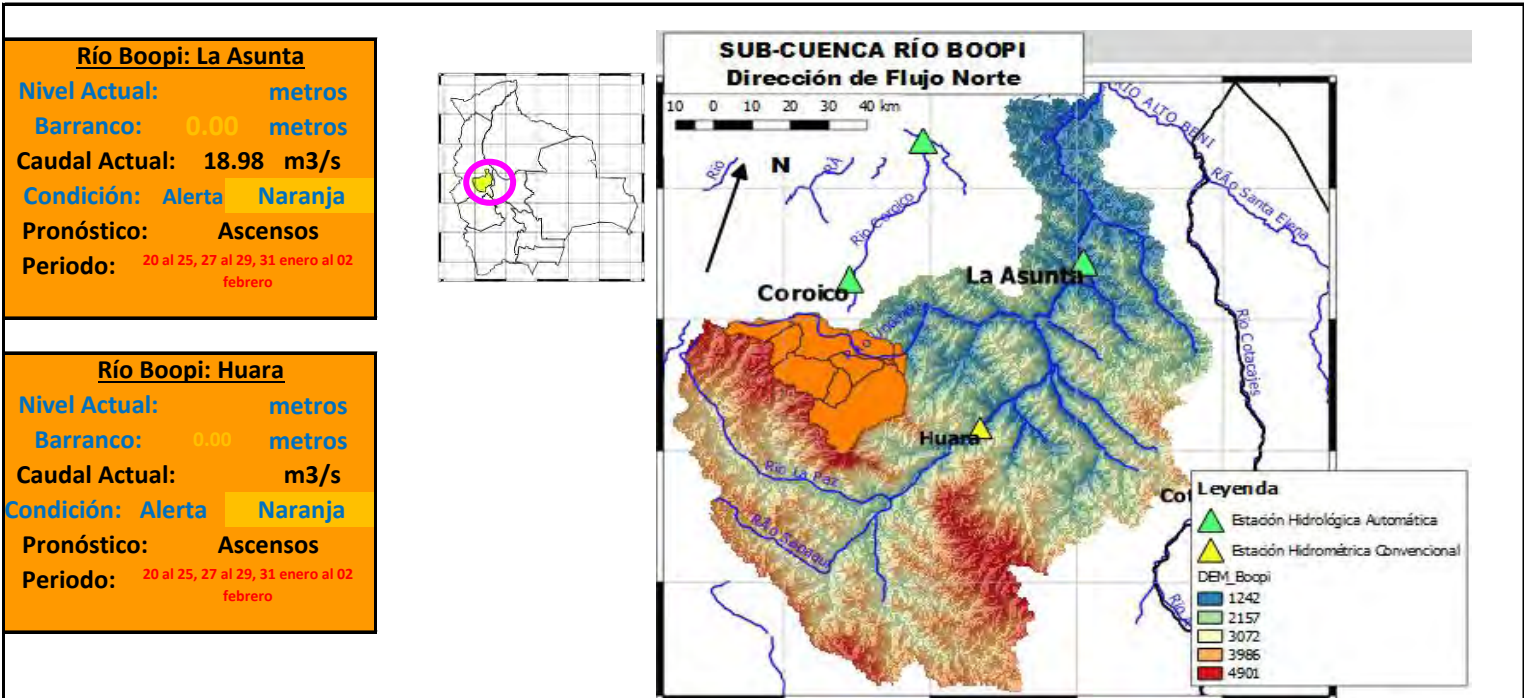 Río Boopi: La Asunta
Nivel Actual: metros
Barranco: 0.00 metros
Caudal Actual: 18.98 m3/s
Condición: Alerta Naranja
Pronóstico: Ascensos
Periodo: 20 al 25, 27 al 29, 31 enero al 02
febrero
Río Boopi: Huara
Nivel Actual: metros
Barranco: 0.00 metros
Caudal Actual: m3/s
Condición: Alerta Naranja
Pronóstico: Ascensos
Periodo: 20 al 25, 27 al 29, 31 enero al 02
febrero
SUB-CUENCA RÍO BOOPI
Dirección de Flujo Norte
10 0 10 20 30 40 km
N
Río
RÃ
Río Coroico
RIO ALTO BENI
RÃo Santa Elena
Coroico
La Asunta
Río Cotacajes
Huara
Rio La Paz
RÃo Sapaqui
Leyenda
Estación Hidrológica Automática
Estación Hidrométrica Convencional
DEM_Boopi
1242
2157
3072
3986
4901